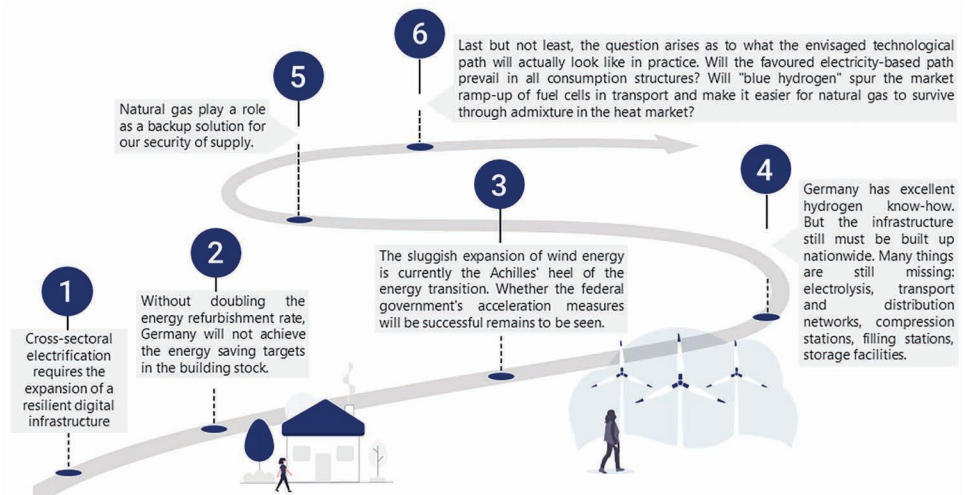 1
Cross-sectoral
electrification
requires the
expansion of a
resilient digital
infrastructure
2
Without doubling the
energy refurbishment rate,
Germany will not achieve
the energy saving targets
in the building stock.
3
The sluggish expansion of wind energy
is currently the Achilles' heel of the
energy transition. Whether the federal
government's acceleration measures
will be successful remains to be seen.
4
Germany has excellent
hydrogen know-how.
But the infrastructure
still must be built up
nationwide. Many things
are still missing:
electrolysis, transport
and distribution
networks, compression
stations, filling stations,
storage facilities.
5
Natural gas play a role
as a backup solution for
our security of supply.
6
Last but not least, the question arises as to what the envisaged technological
path will actually look like in practice. Will the favoured electricity-based path
prevail in all consumption structures? Will "blue hydrogen" spur the market
ramp-up of fuel cells in transport and make it easier for natural gas to survive
through admixture in the heat market?